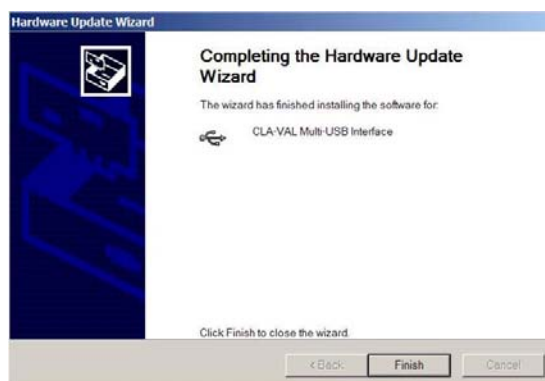 Hardware Update Wizard
Completing the Hardware Update
Wizard
The wizard has finished installing the software for:
CLA-VAL Multi-USB Interface
Click Finish to close the wizard.
< Back
Finish
Cancel